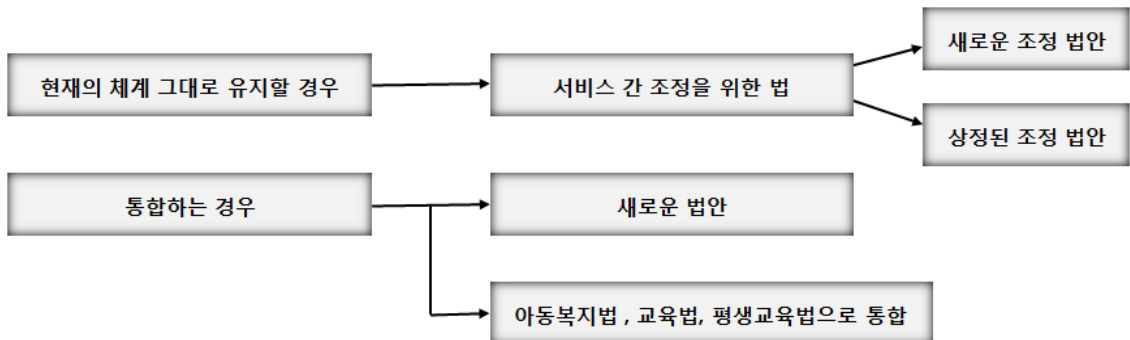 새로운 조정 법안
현재의 체계 그대로 유지할 경우
서비스 간 조정을 위한 법
상정된 조정 법안
통합하는 경우
새로운 법안
아동복지법 , 교육법, 평생교육법으로 통합